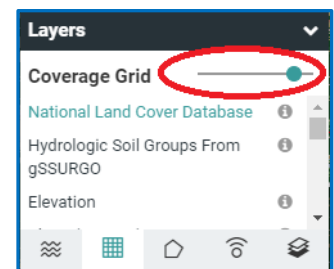 Layers
Coverage Grid
National Land Cover Database
Hydrologic Soil Groups From
gSSURGO
Elevation